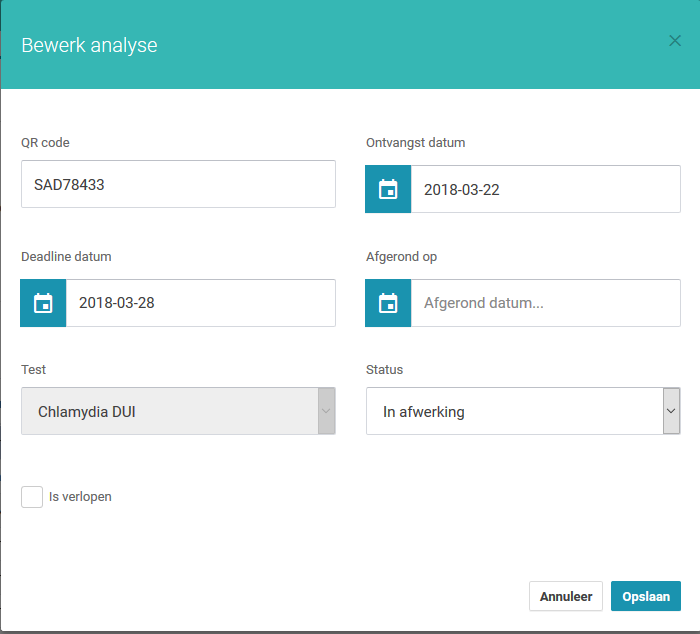 Bewerk analyse
QR code
Ontvangst datum
SAD78433
2018-03-22
Deadline datum
Afgerond op
2018-03-28
Afgerond datum...
Test
Status
Chlamydia DUI
In afwerking
Is verlopen
Annuleer
Opslaan